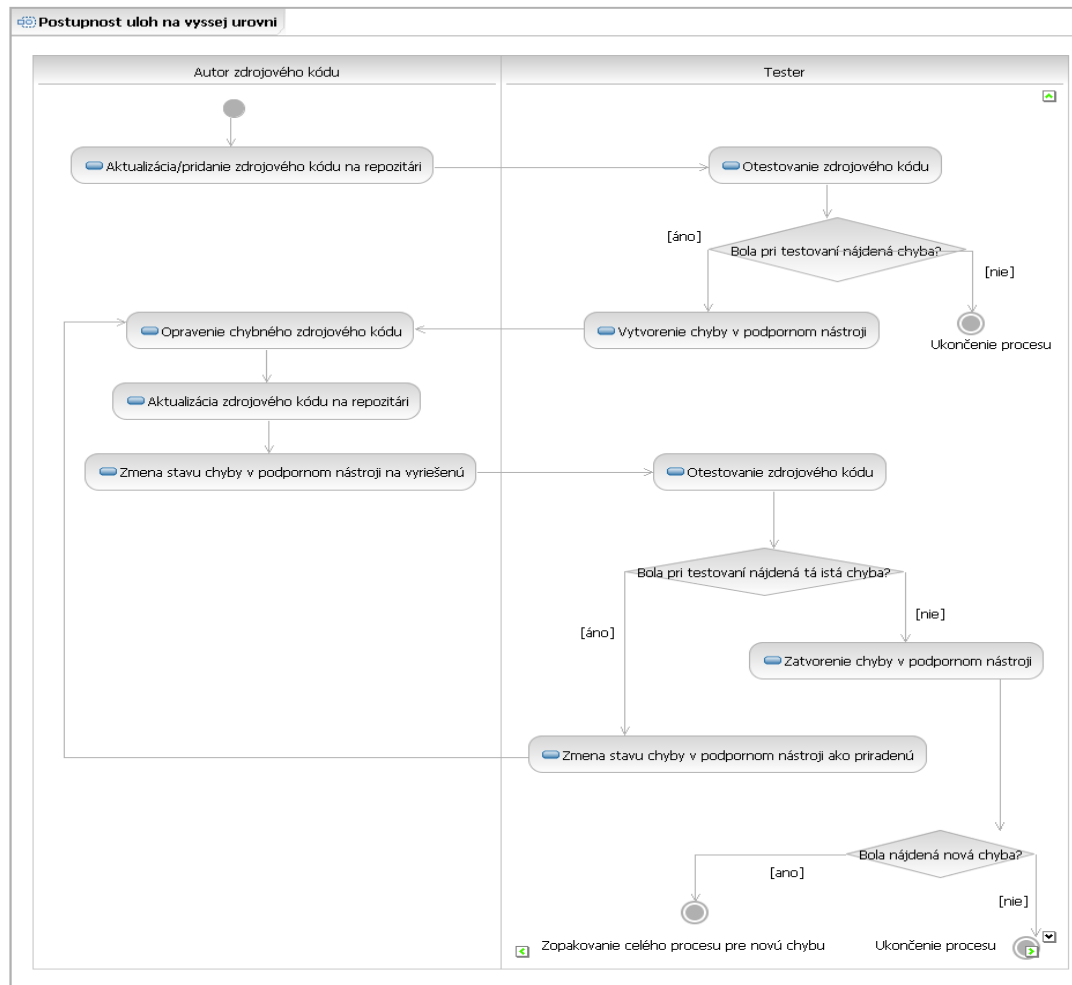 Postupnost uloh na vyssej urovni
Autor zdrojového kódu
Tester
Aktualizácia/pridanie zdrojového kódu na repozitári
Otestovanie zdrojového kódu
[áno]
Bola pri testovaní nájdená chyba?
[nie]
Opravenie chybného zdrojového kódu
Vytvorenie chyby v podpornom nástroji
Ukončenie procesu
Aktualizácia zdrojového kódu na repozitári
Zmena stavu chyby v podpornom nástroji na vyriešenú
Otestovanie zdrojového kódu
Bola pri testovaní nájdená tá istá chyba?
[nie]
[áno]
Zatvorenie chyby v podpornom nástroji
Zmena stavu chyby v podpornom nástroji ako priradenú
Bola nájdená nová chyba?
[ano]
[nie]
Zopakovanie celého procesu pre novú chybu
Ukončenie procesu